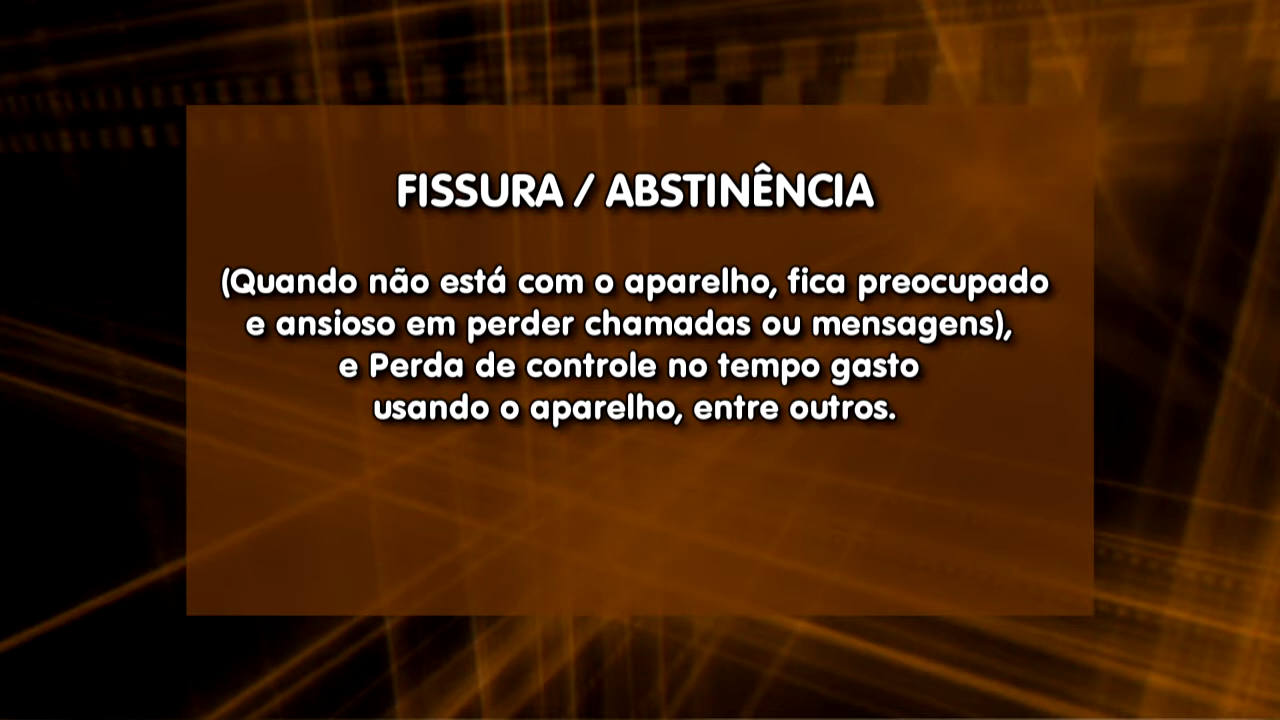 FISSURA / ABSTINÊNCIA
(Quando não está com o aparelho, fica preocupado
e ansioso em perder chamadas ou mensagens),
e Perda de controle no tempo gasto
usando o aparelho, entre outros.